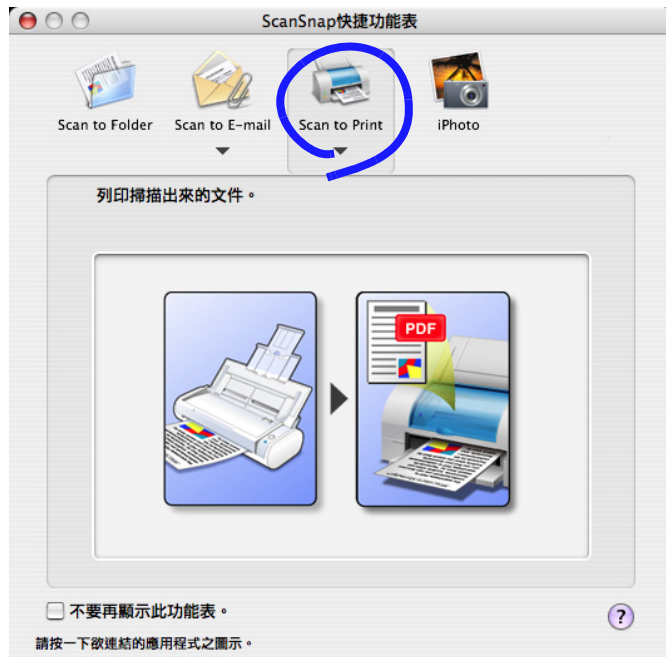 ScanSnap快捷功能表
Scan to Folder
Scan to E-mail
Scan to Print
iPhoto
列印掃描出來的文件。
PDF
不要再顯示此功能表。
?
請按一下欲連結的應用程式之圖示。